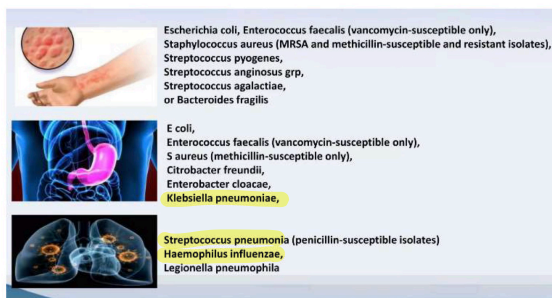 Escherichia coli, Enterococcus faecalis (vancomycin-susceptible only),
Staphylococcus aureus (MRSA and methicillin-susceptible and resistant isolates),
Streptococcus pyogenes,
Streptococcus anginosus grp,
Streptococcus agalactiae,
or Bacteroides fragilis
E coli,
Enterococcus faecalis (vancomycin-susceptible only),
S aureus (methicillin-susceptible only),
Citrobacter freundii,
Enterobacter cloacae,
Klebsiella pneumoniae,
Streptococcus pneumonia (penicillin-susceptible isolates)
Haemophilus influenzae,
Legionella pneumophila